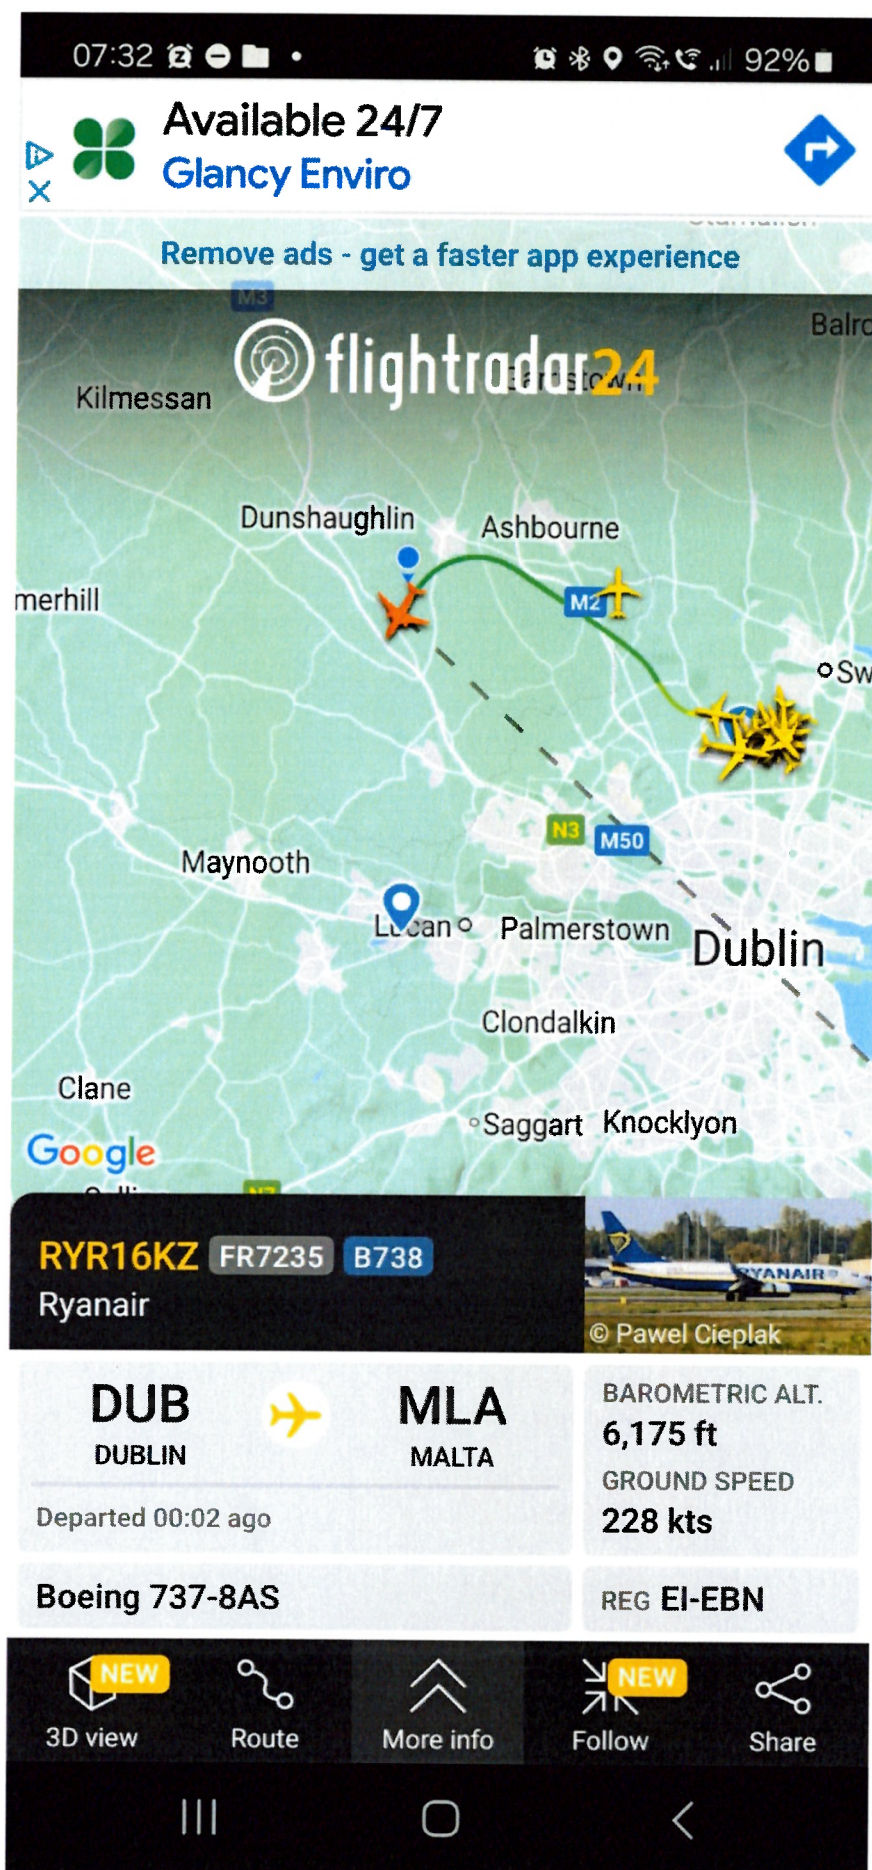 07:32
92%
Available 24/7
Glancy Enviro
Remove ads - get a faster app experience
M3
Balro
flightradar24
Kilmessan
Dunshaughlin
Ashbourne
merhill
M2
Sw
N3
M50
Maynooth
Lucan
Palmerstown
Dublin
Clondalkin
Clane
Saggart
Knocklyon
Google
N7
RYR16KZ FR7235 B738
Ryanair
RYANAIR
© Pawel Cieplak
DUB
DUBLIN
MLA
MALTA
Departed 00:02 ago
BAROMETRIC ALT.
6,175 ft
GROUND SPEED
228 kts
Boeing 737-8AS
REG EI-EBN
NEW
3D view
Route
More info
NEW
Follow
Share